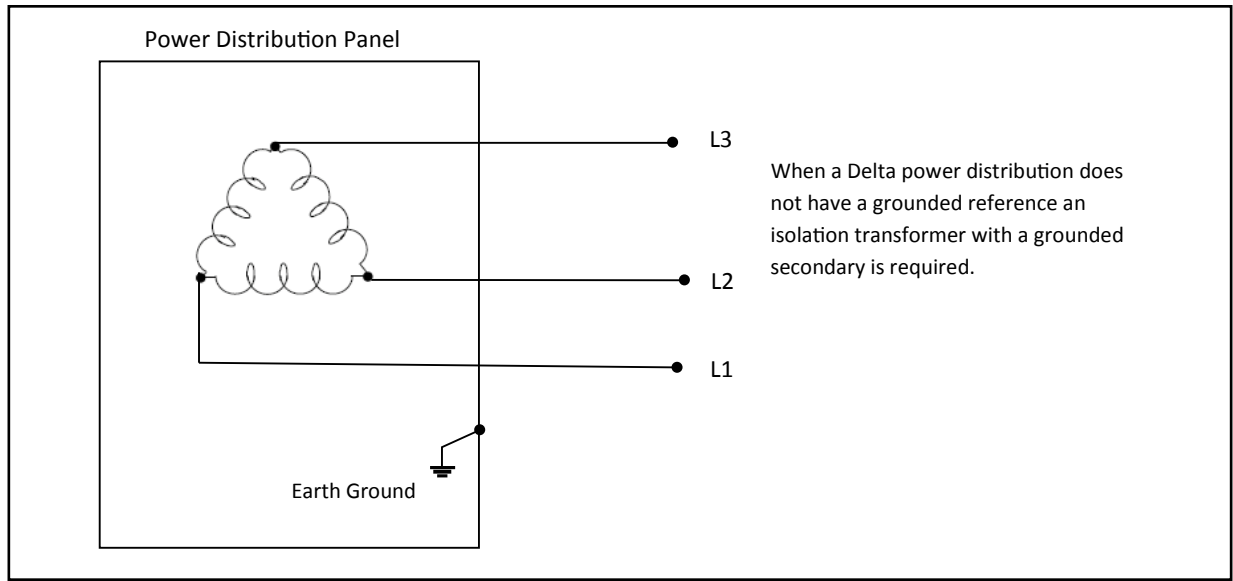 Power Distribution Panel
L3
When a Delta power distribution does
not have a grounded reference an
isolation transformer with a grounded
secondary is required.
L2
L1
Earth Ground